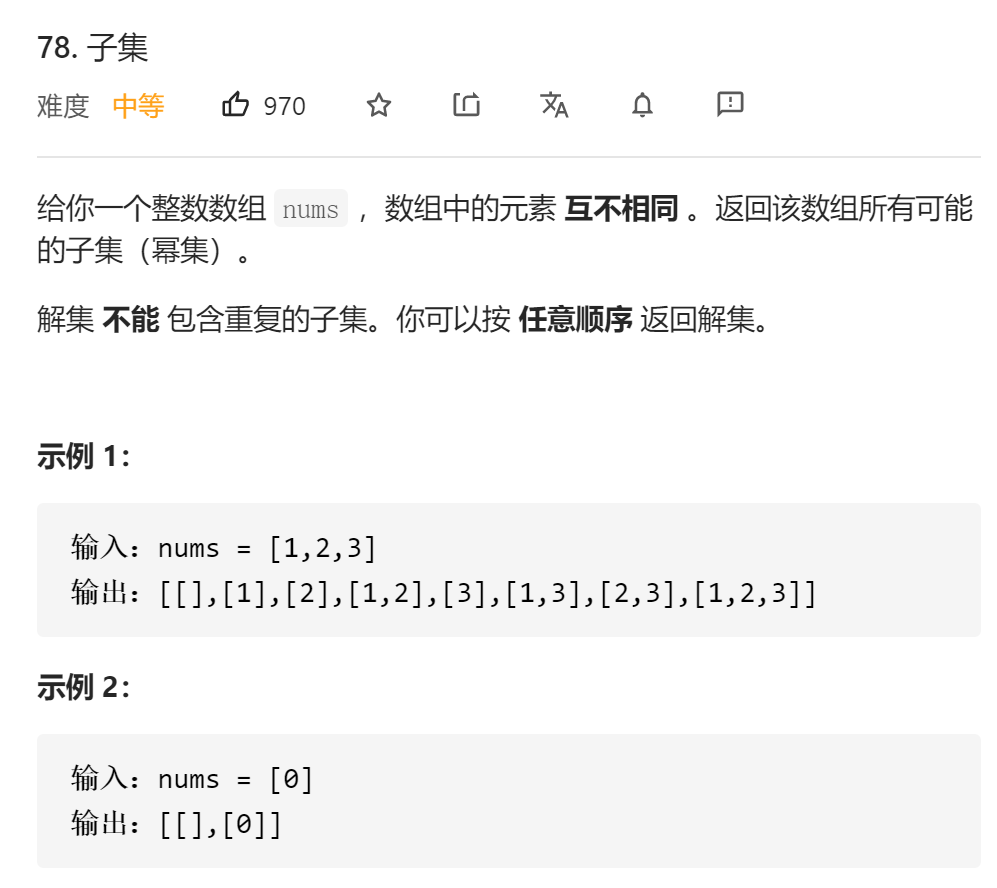 78. 子集
难度 中等 970
给你一个整数数组 nums ，数组中的元素 互不相同 。返回该数组所有可能
的子集（幂集）。
解集 不能 包含重复的子集。你可以按 任意顺序 返回解集。
示例 1：
输入：nums = [1,2,3]
输出：[[],[1],[2],[1,2],[3],[1,3],[2,3],[1,2,3]]
示例 2：
输入：nums = [0]
输出：[[],[0]]